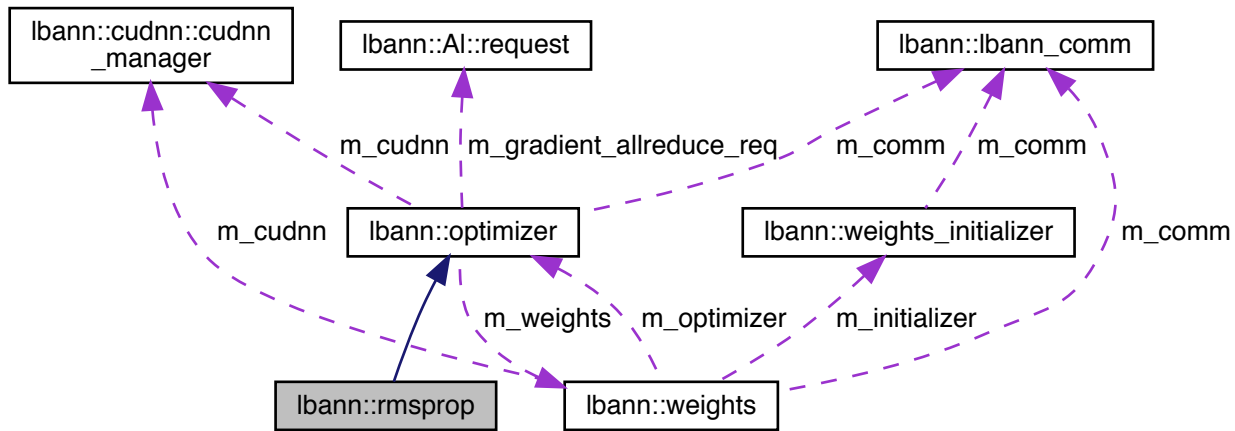 lbann::cudnn::cudnn
_manager
lbann::Al::request
lbann::lbann_comm
m_cudnn
m_gradient_allreduce_req
m_comm
m_comm
m_cudnn
lbann::optimizer
lbann::weights_initializer
m_comm
m_weights
m_optimizer
m_initializer
lbann::rmsprop
lbann::weights